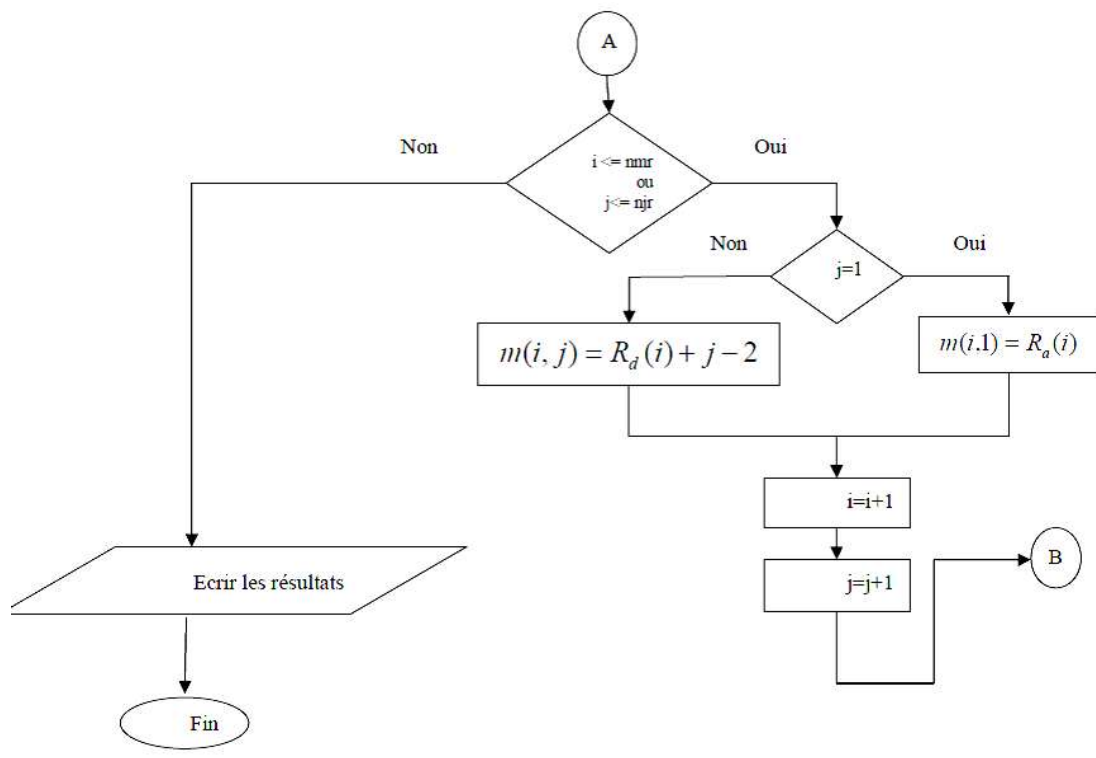 A
Non
Oui
i <= nmr
ou
j<= njr
Non
Oui
j=1
m(i, j) = R_d(i) + j − 2
m(i.1) = R_a(i)
i=i+1
j=j+1
B
Ecrir les résultats
Fin